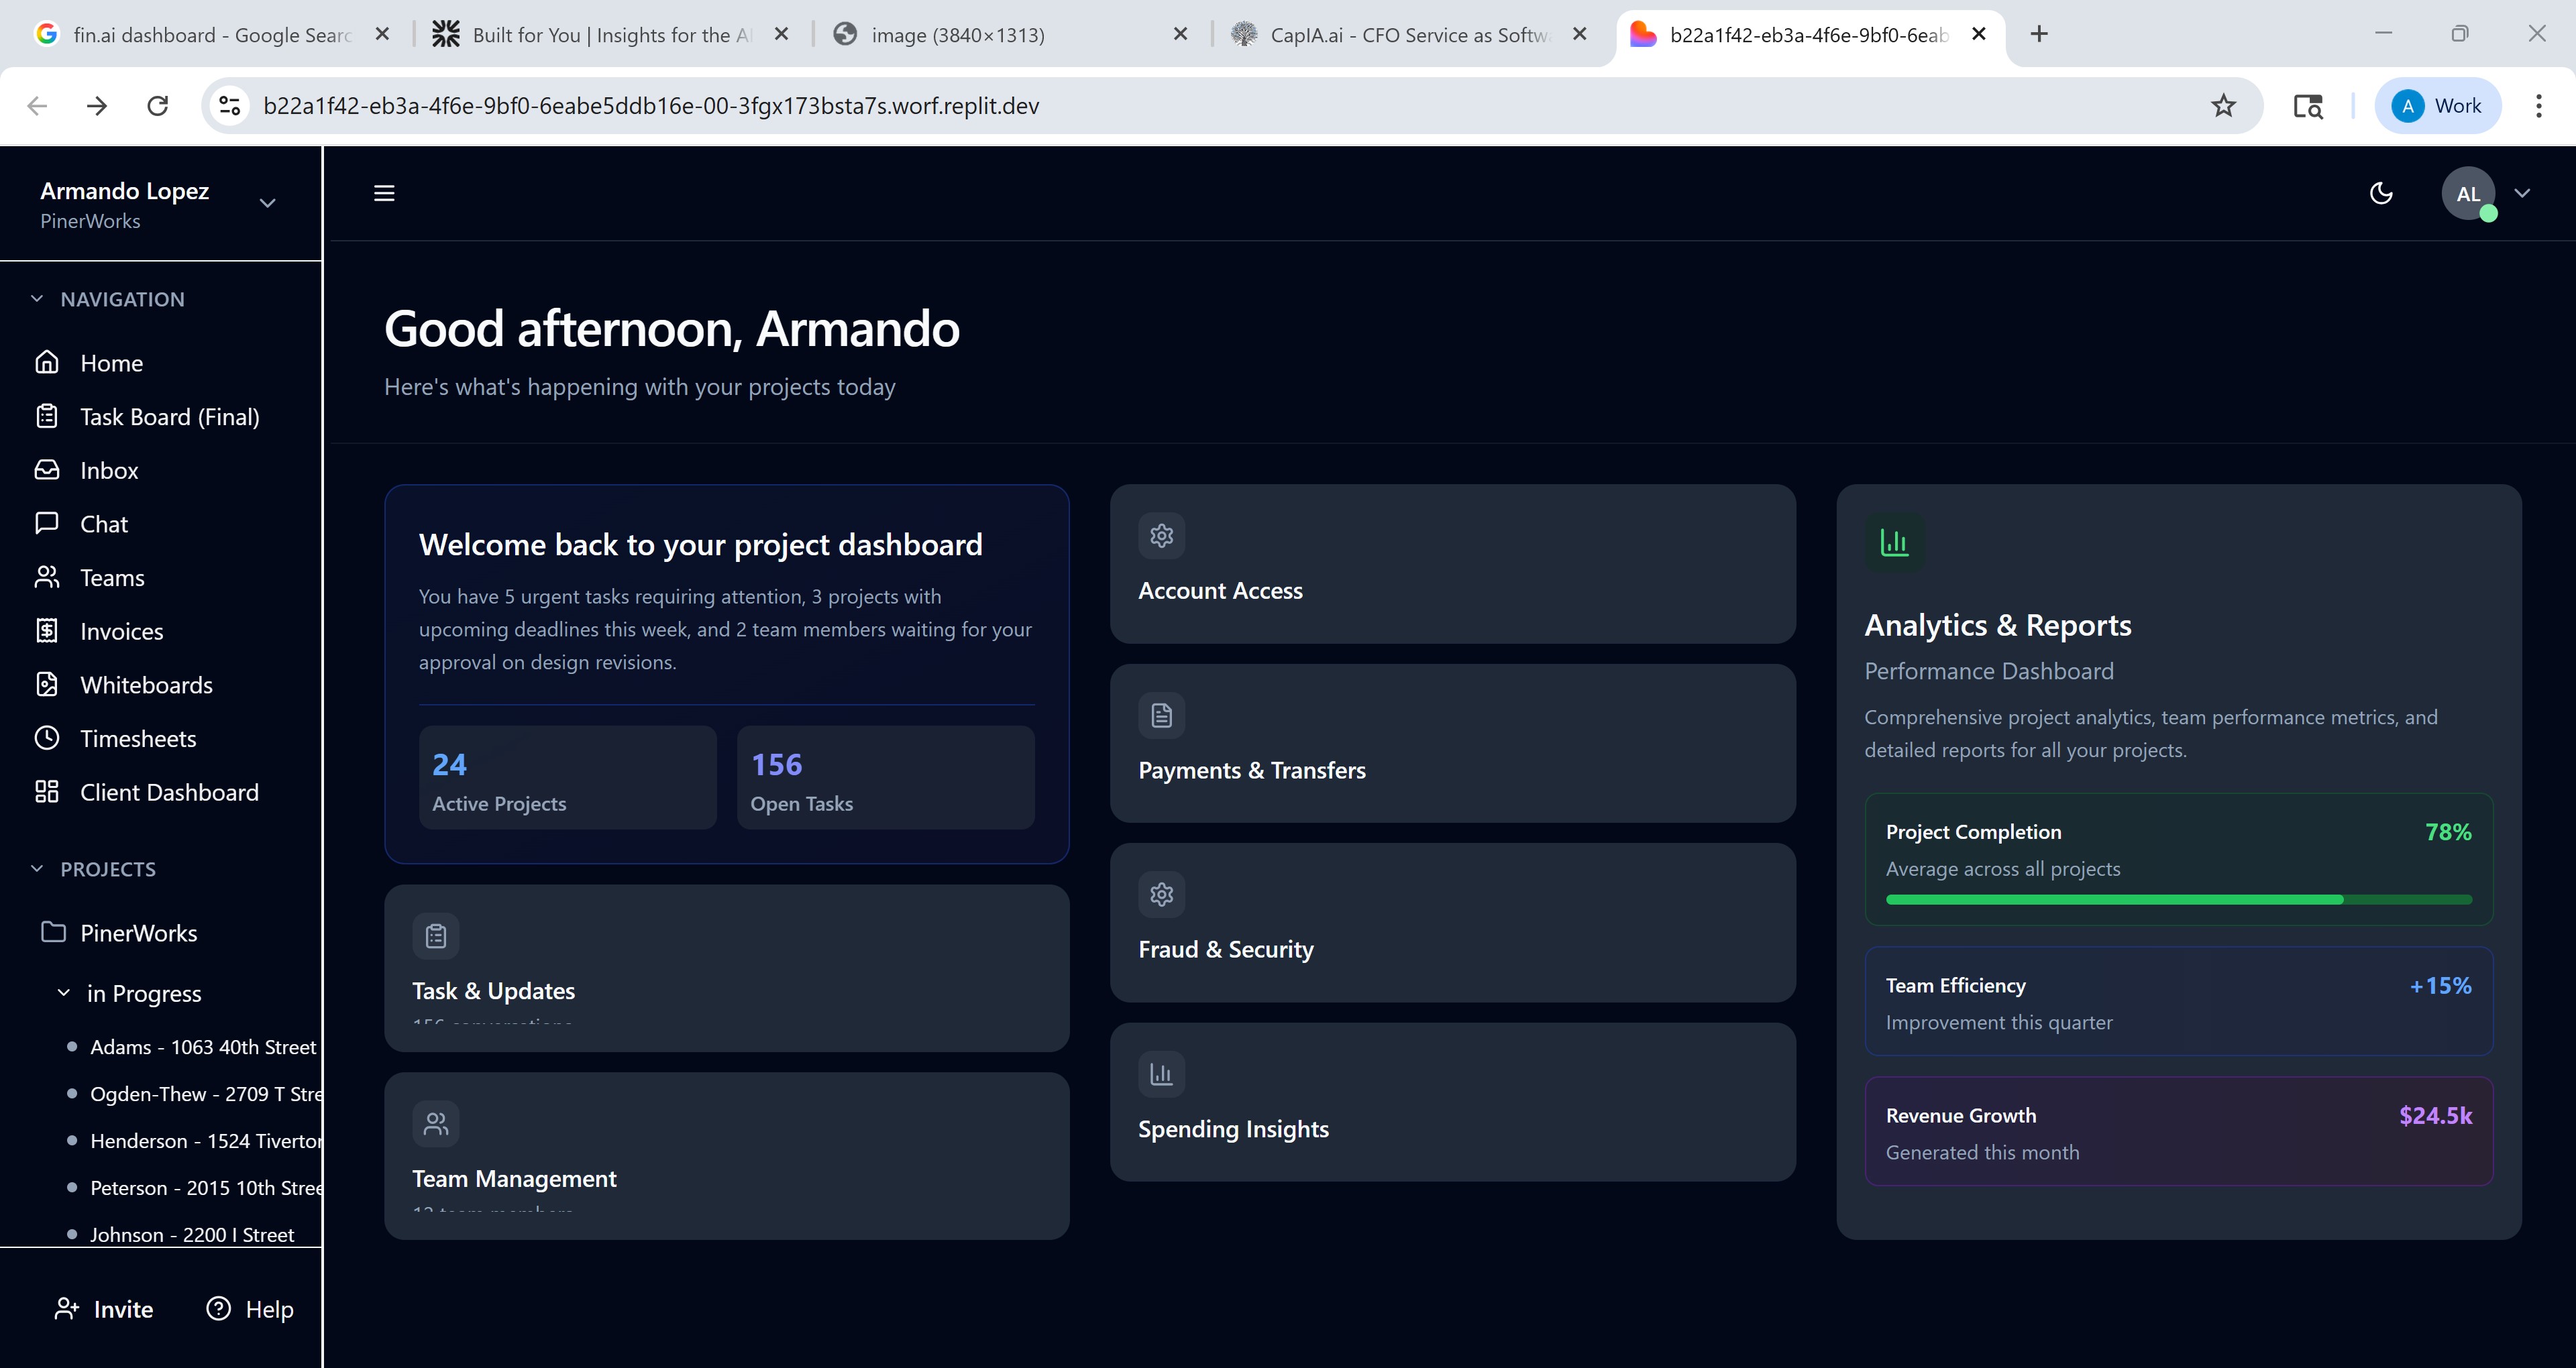 fin.ai dashboard - Google Searc
Built for You | Insights for the A
image (3840×1313)
CapIA.ai - CFO Service as Softw
b22a1f42-eb3a-4f6e-9bf0-6eab
b22a1f42-eb3a-4f6e-9bf0-6eabe5ddb16e-00-3fgx173bsta7s.worf.replit.dev
A
Work
Armando Lopez
PinerWorks
NAVIGATION
Home
Task Board (Final)
Inbox
Chat
Teams
Invoices
Whiteboards
Timesheets
Client Dashboard
PROJECTS
PinerWorks
in Progress
Adams - 1063 40th Street
Ogden-Thew - 2709 T Stre
Henderson - 1524 Tiverton
Peterson - 2015 10th Stree
Johnson - 2200 I Street
Invite
Help
AL
Good afternoon, Armando
Here's what's happening with your projects today
Welcome back to your project dashboard
You have 5 urgent tasks requiring attention, 3 projects with
upcoming deadlines this week, and 2 team members waiting for your
approval on design revisions.
24
Active Projects
156
Open Tasks
Task & Updates
156 conversations
Team Management
12 team members
Account Access
Payments & Transfers
Fraud & Security
Spending Insights
Analytics & Reports
Performance Dashboard
Comprehensive project analytics, team performance metrics, and
detailed reports for all your projects.
Project Completion
78%
Average across all projects
Team Efficiency
+15%
Improvement this quarter
Revenue Growth
$24.5k
Generated this month